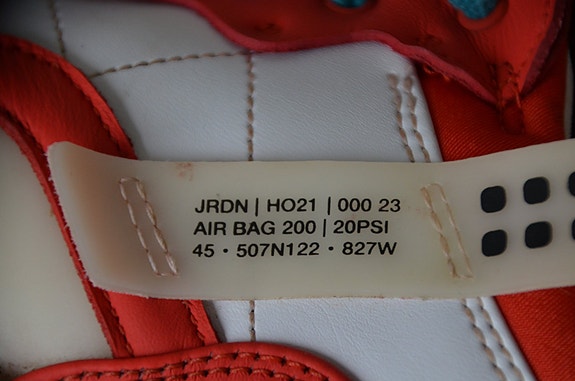 JRDN | HO21 | 000 23
AIR BAG 200 | 20PSI
45 · 507N122 · 827W